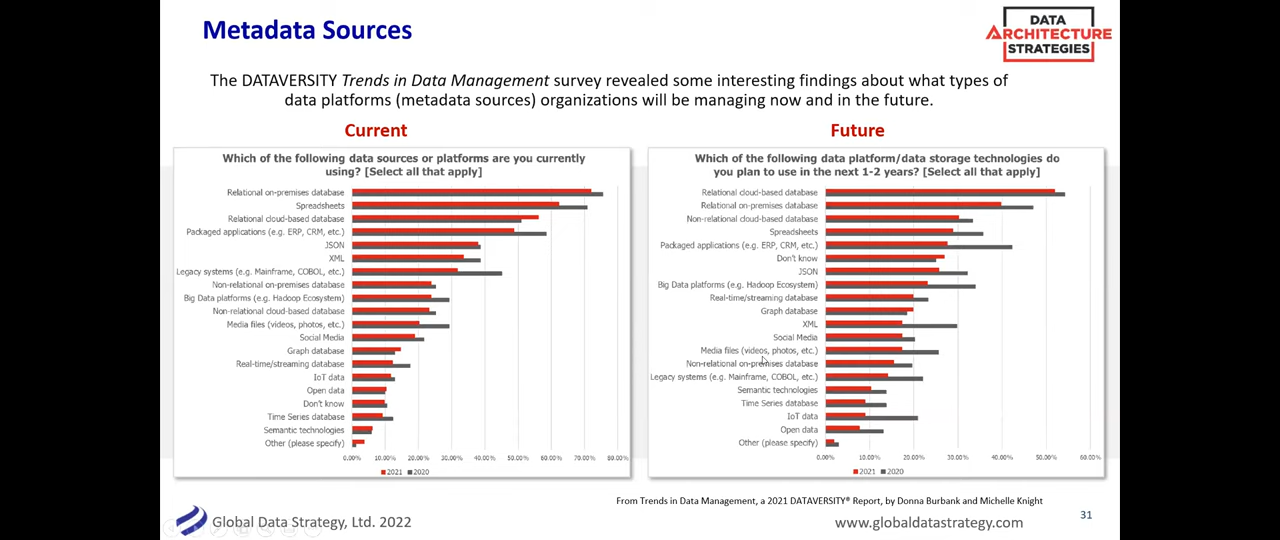 Metadata Sources
DATA
ARCHITECTURE
STRATEGIES
The DATAVERSITY Trends in Data Management survey revealed some interesting findings about what types of
data platforms (metadata sources) organizations will be managing now and in the future.
Current
Which of the following data sources or platforms are you currently
using? [Select all that apply]
Relational on-premises database
Spreadsheets
Relational cloud-based database
Packaged applications (e.g. ERP, CRM, etc.)
JSON
XML
Legacy systems (e.g. Mainframe, COBOL, etc.)
Non-relational on-premises database
Big Data platforms (e.g. Hadoop Ecosystem)
Non-relational cloud-based database
Media files (videos, photos, etc.)
Social Media
Graph database
Real-time/streaming database
IoT data
Open data
Don't know
Time Series database
Semantic technologies
Other (please specify)
0.00% 10.00% 20.00% 30.00% 40.00% 50.00% 60.00% 70.00% 80.00%
2021 2020
Future
Which of the following data platform/data storage technologies do
you plan to use in the next 1-2 years? [Select all that apply]
Relational cloud-based database
Relational on-premises database
Non-relational cloud-based database
Spreadsheets
Packaged applications (e.g. ERP, CRM, etc.)
Don't know
JSON
Big Data platforms (e.g. Hadoop Ecosystem)
Real-time/streaming database
Graph database
XML
Social Media
Media files (videos, photos, etc.)
Non-relational on-premises database
Legacy systems (e.g. Mainframe, COBOL, etc.)
Semantic technologies
Time Series database
IoT data
Open data
Other (please specify)
0.00% 10.00% 20.00% 30.00% 40.00% 50.00% 60.00%
2021 2020
From Trends in Data Management, a 2021 DATAVERSITY® Report, by Donna Burbank and Michelle Knight
Global Data Strategy, Ltd. 2022
www.globaldatastrategy.com
31